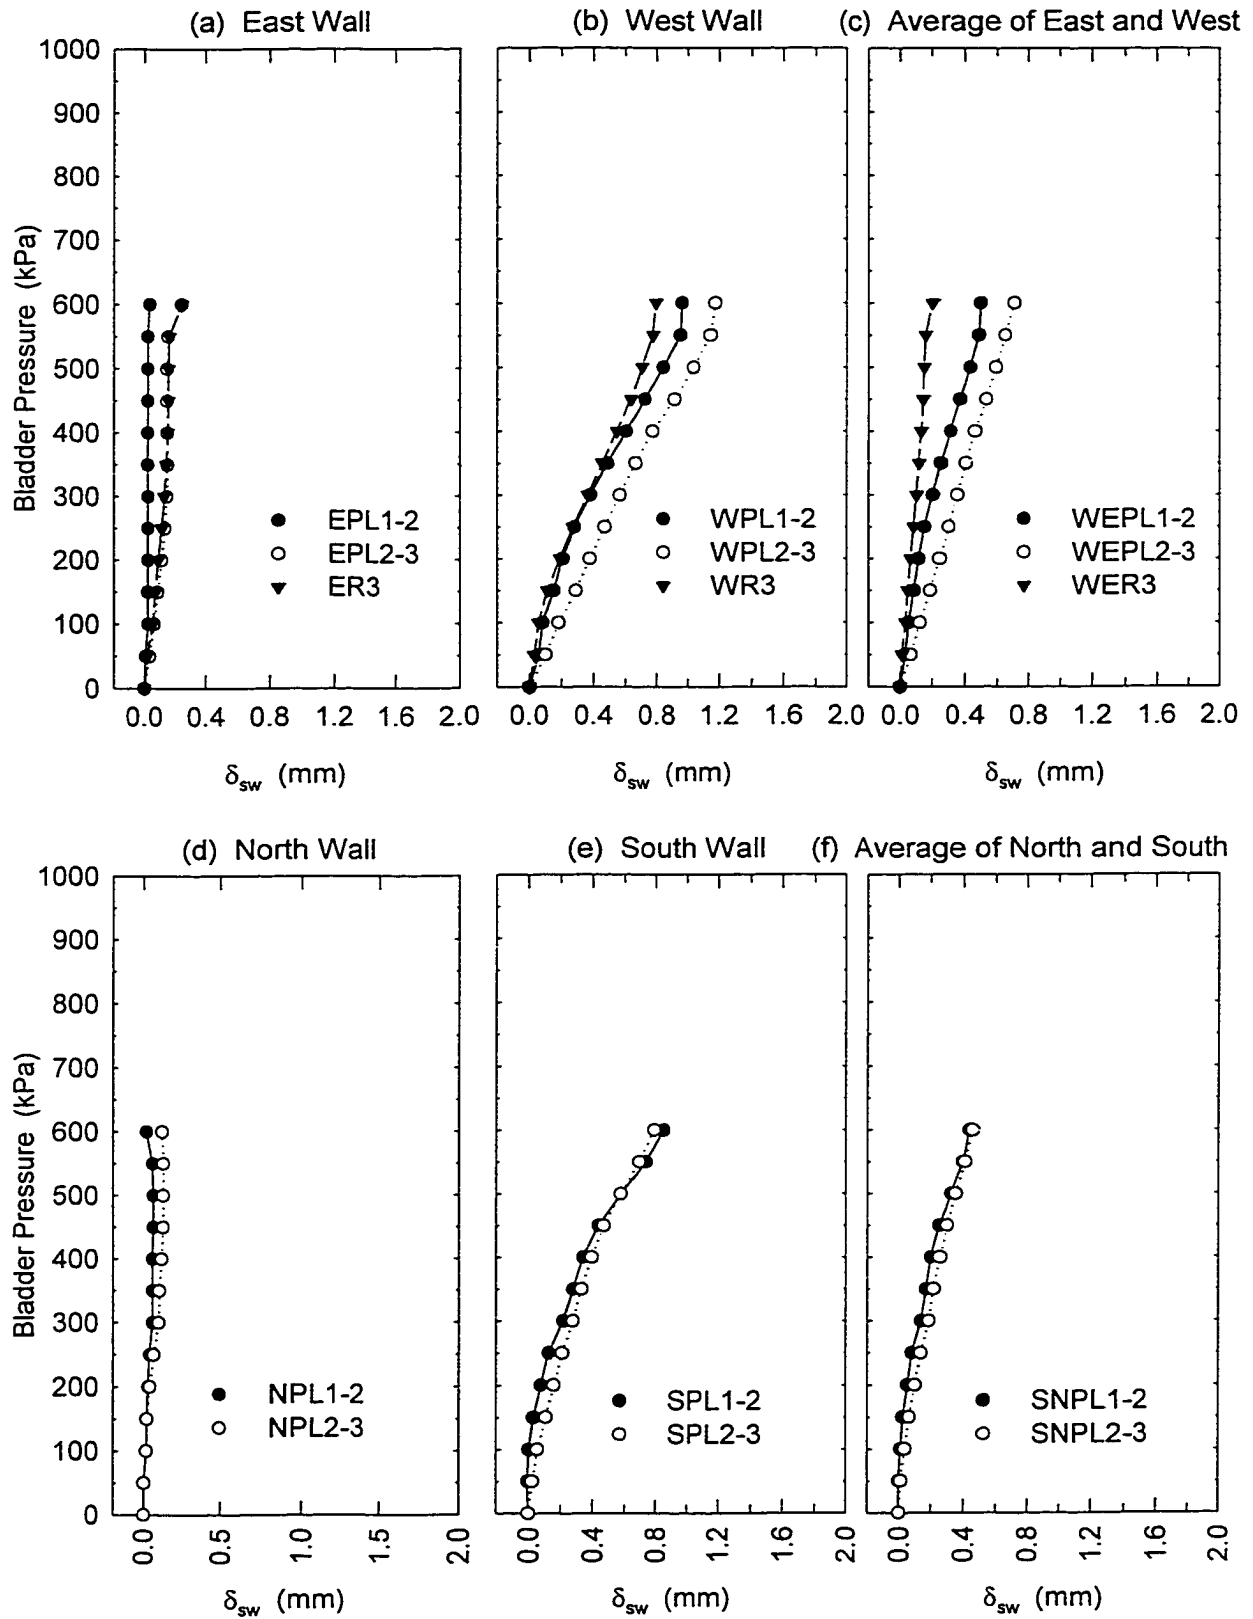 (a) East Wall
(b) West Wall
(c) Average of East and West
1000
900
800
700
600
500
400
300
200
100
0
Bladder Pressure (kPa)
EPL1-2
EPL2-3
ER3
WPL1-2
WPL2-3
WR3
WEPL1-2
WEPL2-3
WER3
0.0 0.4 0.8 1.2 1.6 2.0
0.0 0.4 0.8 1.2 1.6 2.0
0.0 0.4 0.8 1.2 1.6 2.0
δsw (mm)
δsw (mm)
δsw (mm)
(d) North Wall
(e) South Wall
(f) Average of North and South
1000
900
800
700
600
500
400
300
200
100
0
Bladder Pressure (kPa)
NPL1-2
NPL2-3
SPL1-2
SPL2-3
SNPL1-2
SNPL2-3
0.0 0.5 1.0 1.5 2.0
0.0 0.4 0.8 1.2 1.6 2.0
0.0 0.4 0.8 1.2 1.6 2.0
δsw (mm)
δsw (mm)
δsw (mm)